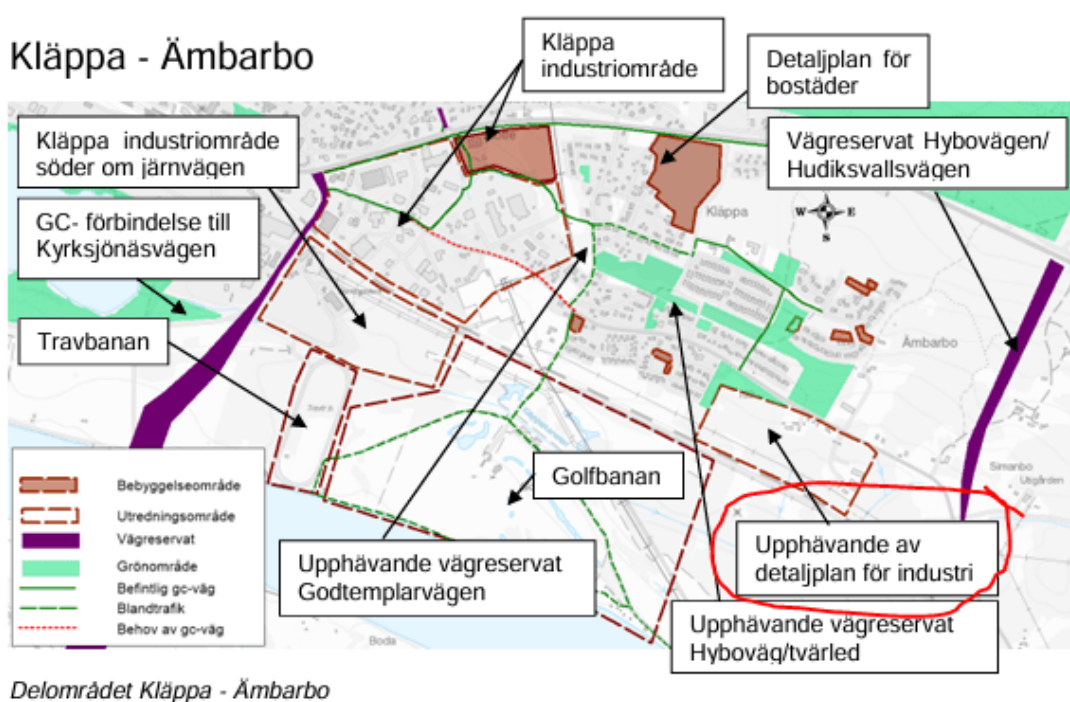 Kläppa - Ämbarbo
Kläppa
industriområde
Detaljplan för
bostäder
Kläppa industriområde
söder om järnvägen
Vägreservat Hybovägen/
Hudiksvallsvägen
GC- förbindelse till
Kyrksjönäsvägen
Travbanan
W E
S
Kläppa
Ämbarbo
Simanbo
Utgården
Golfbanan
Bebyggelseområde
Utredningsområde
Vägreservat
Grönområde
Befintlig gc-väg
Blandtrafik
Behov av gc-väg
Upphävande vägreservat
Godtemplarvägen
Upphävande av
detaljplan för industri
Upphävande vägreservat
Hyboväg/tvärled
Boda
Delområdet Kläppa - Ämbarbo